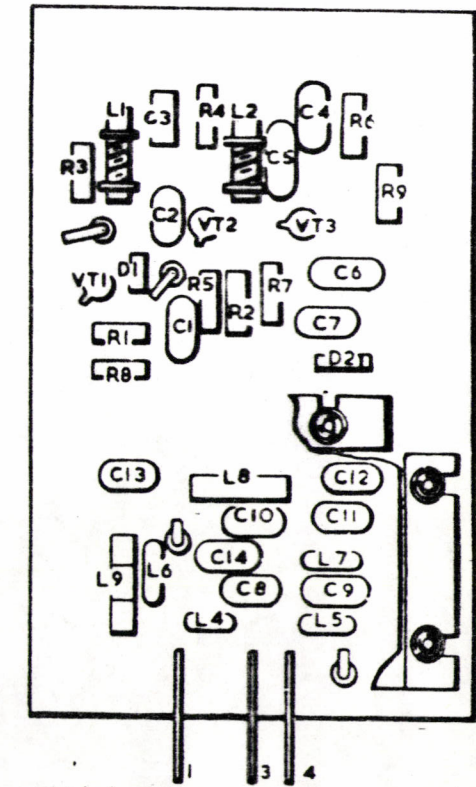 L1 C3 R4 L2 C4 R6
R3 C5 R9
C2 VT2 VT3
VT1 D1 R5 R2 R7 C6
R1 C1 C7
R8 D2
C13 L8 C12
C10 C11
L9 L6 C14 L7
C8 C9
L4 L5
1 3 4